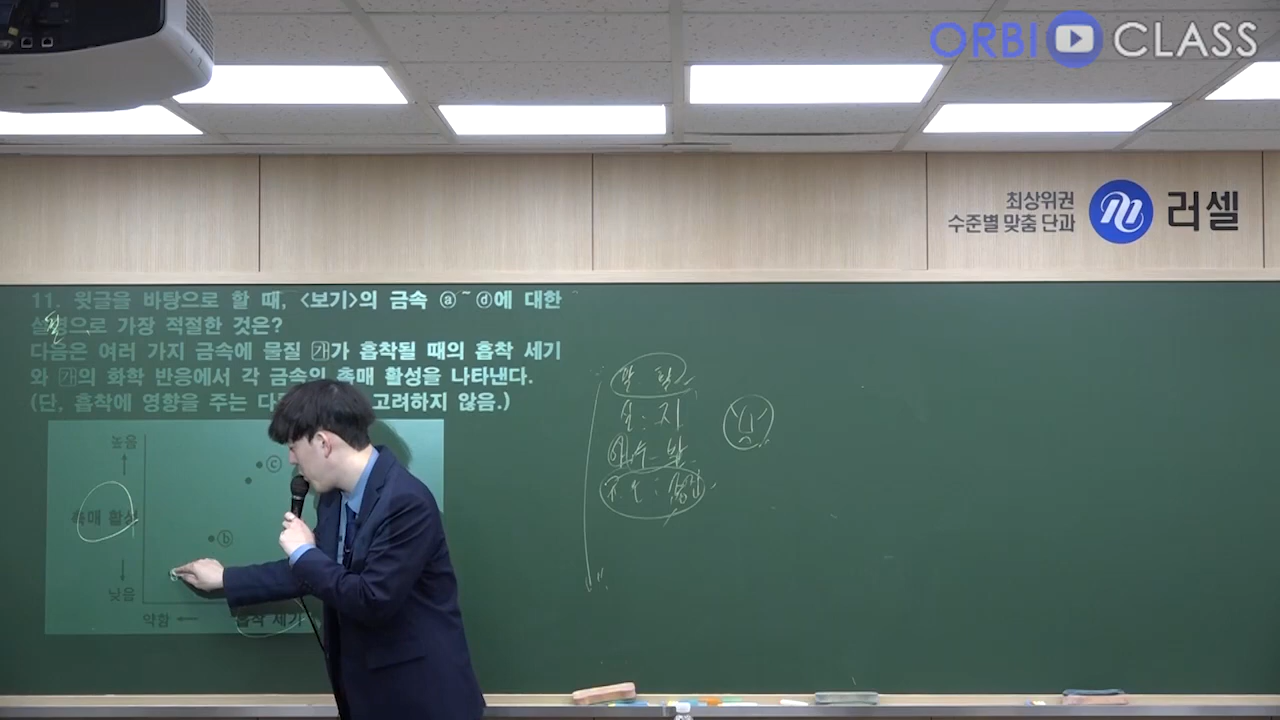 ORBI CLASS
최상위권
수준별 맞춤 단과
러셀
11. 윗글을 바탕으로 할 때, <보기>의 금속 ⓐ~ⓓ에 대한
설명으로 가장 적절한 것은?
다음은 여러 가지 금속에 물질 가가 흡착될 때의 흡착 세기
와 가의 화학 반응에서 각 금속의 촉매 활성을 나타낸다.
(단, 흡착에 영향을 주는 고려하지 않음.)
높음
ⓒ
촉매 활성
ⓑ
낮음
약함
흡착 세기